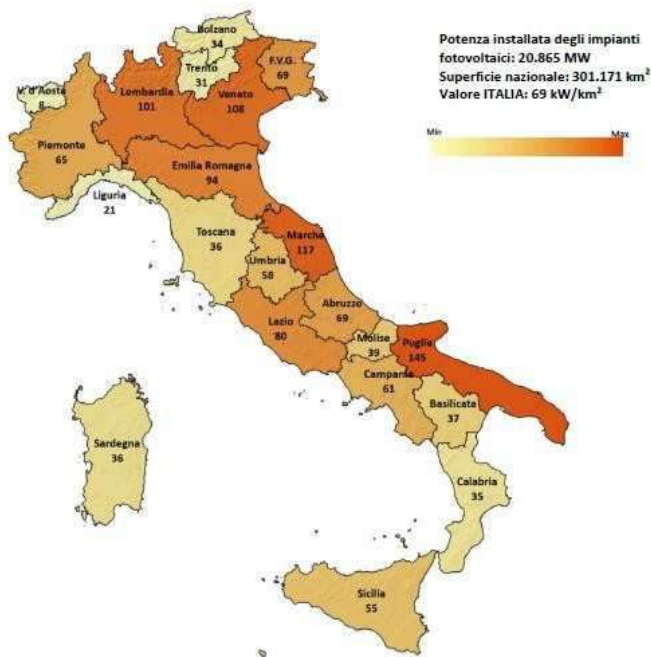 Potenza installata degli impianti
fotovoltaici: 20.865 MW
Superficie nazionale: 301.171 km²
Valore ITALIA: 69 kW/km²
Min
Max
Bolzano
34
Trento
31
F.V.G.
69
V. d'Aosta
8
Lombardia
101
Veneto
108
Piemonte
65
Emilia Romagna
94
Liguria
21
Toscana
36
Marche
117
Umbria
58
Abruzzo
69
Lazio
80
Molise
39
Puglia
145
Campania
61
Basilicata
37
Sardegna
36
Calabria
35
Sicilia
55